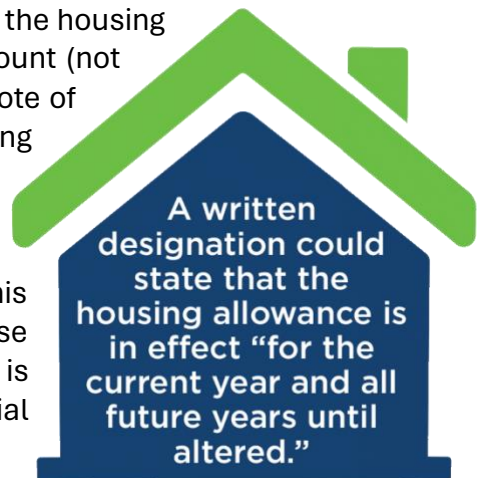 the housing
ount (not
ote of
ng
his
se
is
ial
A written
designation could
state that the
housing allowance is
in effect “for the
current year and all
future years until
altered.”